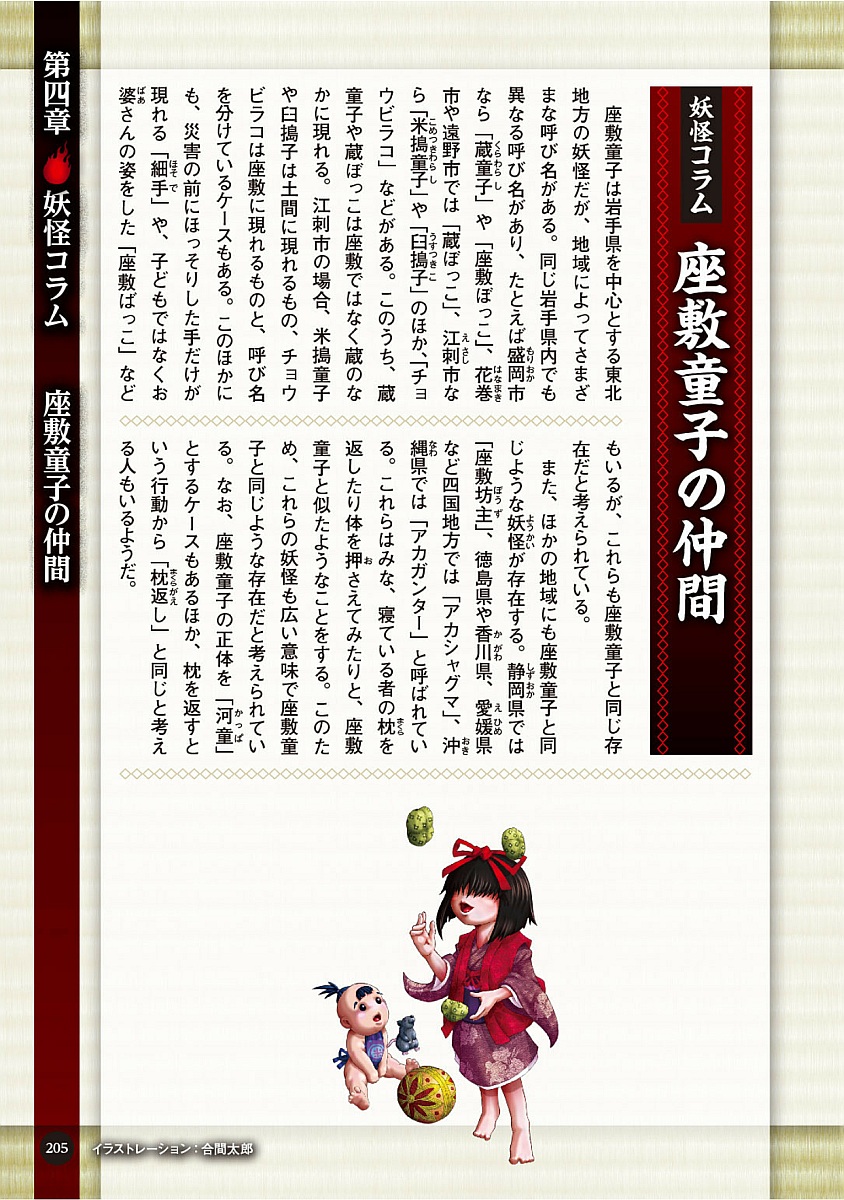 妖怪コラム
座敷童子の仲間
座敷童子は岩手県を中心とする東北
地方の妖怪だが、地域によってさまざ
まな呼び名がある。同じ岩手県内でも
異なる呼び名があり、たとえば盛岡市
なら「蔵童子」や「座敷ぼっこ」、花巻
市や遠野市では「蔵ぼっこ」、江刺市な
ら「米搗童子」や「臼搗子」のほか、「チョ
ウビラコ」などがある。このうち、蔵
童子や蔵ぼっこは座敷ではなく蔵のな
かに現れる。江刺市の場合、米搗童子
や臼搗子は土間に現れるもの、チョウ
ビラコは座敷に現れるものと、呼び名
を分けているケースもある。このほかに
も、災害の前にほっそりした手だけが
現れる「細手」や、子どもではなくお
婆さんの姿をした「座敷ばっこ」など
もいるが、これらも座敷童子と同じ存
在だと考えられている。
また、ほかの地域にも座敷童子と同
じような妖怪が存在する。静岡県では
「座敷坊主」、徳島県や香川県、愛媛県
など四国地方では「アカシャグマ」、沖
縄県では「アカガンター」と呼ばれてい
る。これらはみな、寝ている者の枕を
返したり体を押さえてみたりと、座敷
童子と似たようなことをする。このた
め、これらの妖怪も広い意味で座敷童
子と同じような存在だと考えられてい
る。なお、座敷童子の正体を「河童」
とするケースもあるほか、枕を返すと
いう行動から「枕返し」と同じと考え
る人もいるようだ。
第四章 妖怪コラム 座敷童子の仲間
205
イラストレーション：合間太郎